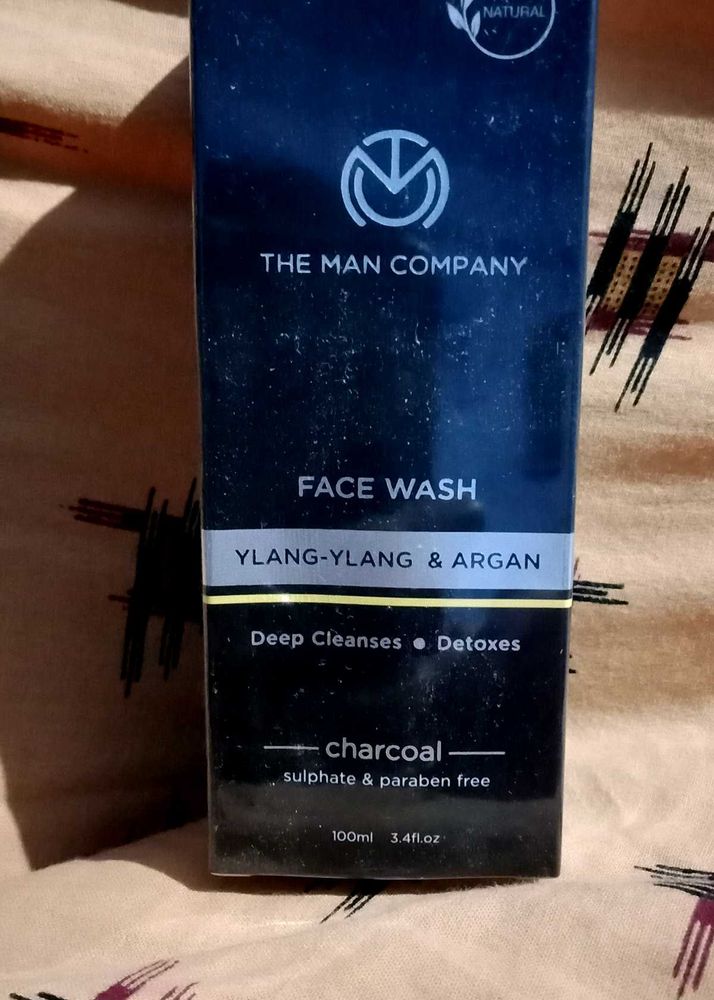 NATURAL
THE MAN COMPANY
FACE WASH
YLANG-YLANG & ARGAN
Deep Cleanses ● Detoxes
charcoal
sulphate & paraben free
100ml 3.4fl.oz